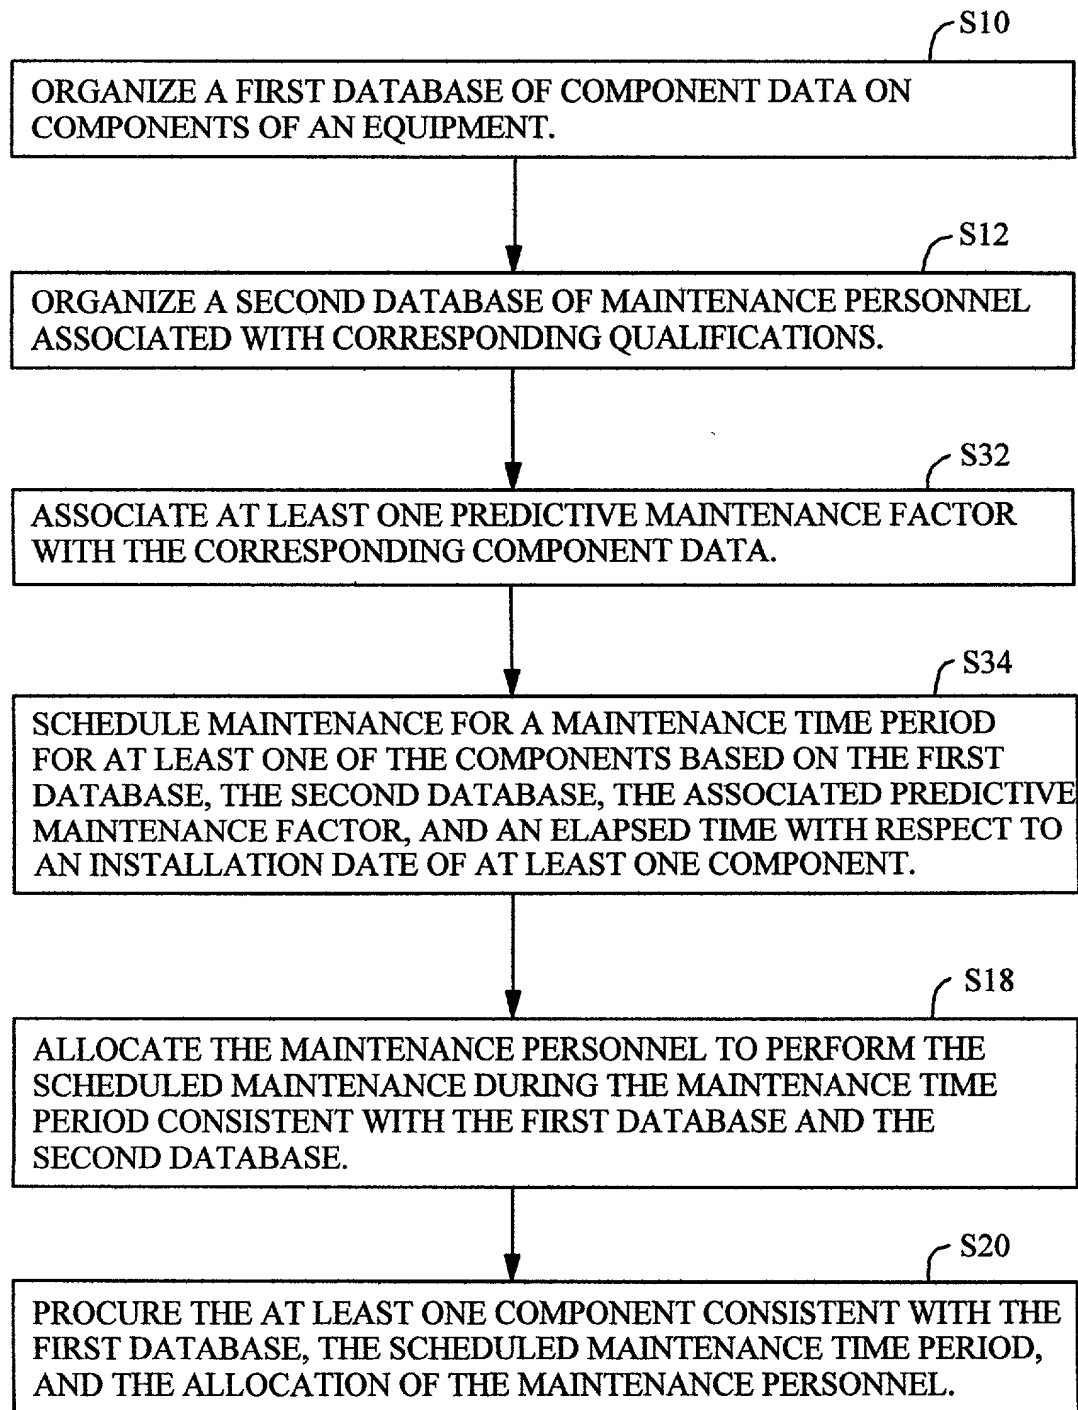 S10
ORGANIZE A FIRST DATABASE OF COMPONENT DATA ON
COMPONENTS OF AN EQUIPMENT.
S12
ORGANIZE A SECOND DATABASE OF MAINTENANCE PERSONNEL
ASSOCIATED WITH CORRESPONDING QUALIFICATIONS.
S32
ASSOCIATE AT LEAST ONE PREDICTIVE MAINTENANCE FACTOR
WITH THE CORRESPONDING COMPONENT DATA.
S34
SCHEDULE MAINTENANCE FOR A MAINTENANCE TIME PERIOD
FOR AT LEAST ONE OF THE COMPONENTS BASED ON THE FIRST
DATABASE, THE SECOND DATABASE, THE ASSOCIATED PREDICTIVE
MAINTENANCE FACTOR, AND AN ELAPSED TIME WITH RESPECT TO
AN INSTALLATION DATE OF AT LEAST ONE COMPONENT.
S18
ALLOCATE THE MAINTENANCE PERSONNEL TO PERFORM THE
SCHEDULED MAINTENANCE DURING THE MAINTENANCE TIME
PERIOD CONSISTENT WITH THE FIRST DATABASE AND THE
SECOND DATABASE.
S20
PROCURE THE AT LEAST ONE COMPONENT CONSISTENT WITH THE
FIRST DATABASE, THE SCHEDULED MAINTENANCE TIME PERIOD,
AND THE ALLOCATION OF THE MAINTENANCE PERSONNEL.